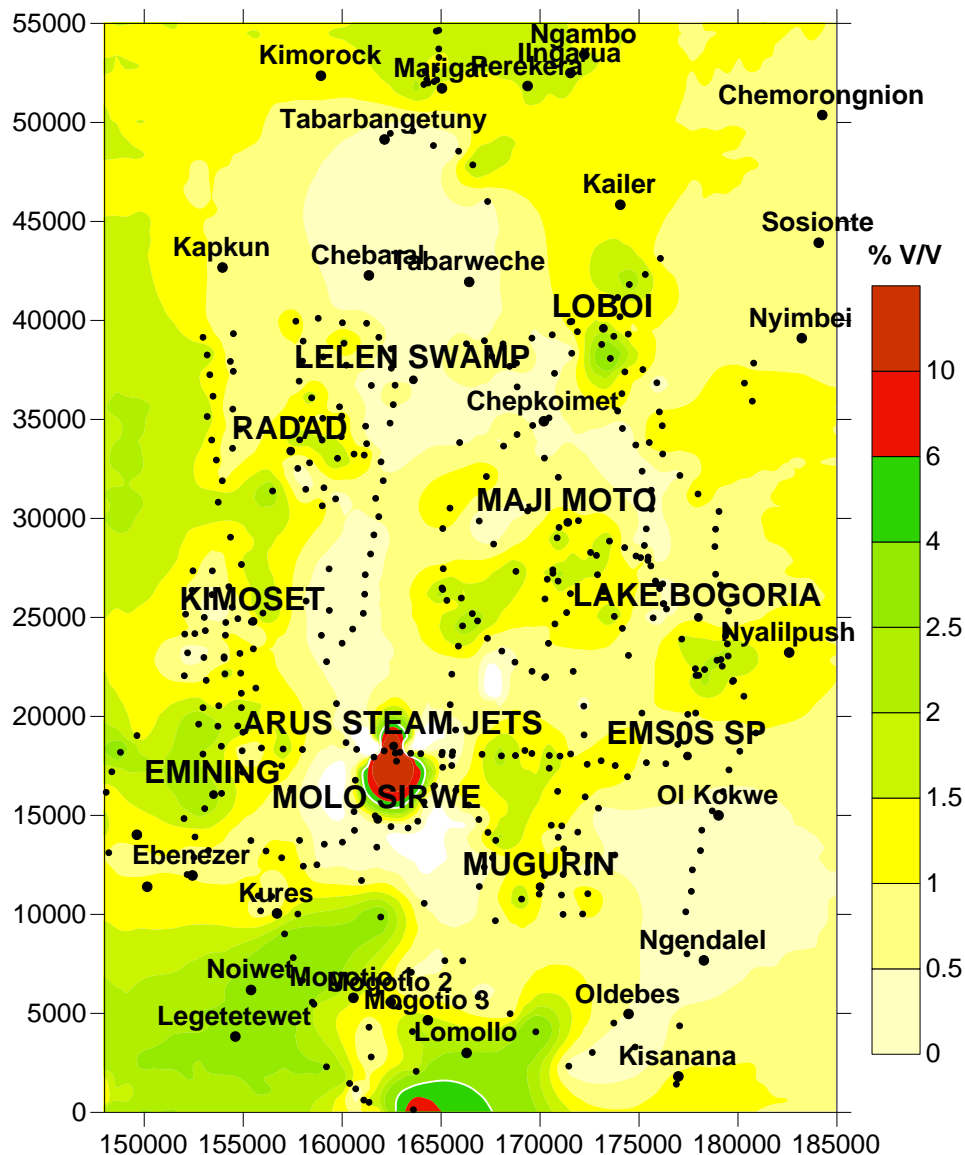 55000
Ngambo
Kimorock
Ilngarua
Marigat
Perekera
Chemorongnion
50000
Tabarbangetuny
Kailer
45000
Sosionte
Kapkun
Chebaral
Tabarweche
% V/V
LOBOI
40000
Nyimbei
LELEN SWAMP
10
Chepkoimet
35000
RADAD
6
MAJI MOTO
30000
4
KIMOSET
LAKE BOGORIA
25000
2.5
Nyalilpush
20000
ARUS STEAM JETS
EMS0S SP
2
EMINING
MOLO SIRWE
Ol Kokwe
1.5
15000
Ebenezer
MUGURIN
1
Kures
10000
Ngendalel
0.5
Noiwet
Mogotio 1
Mogotio 2
Mogotio 3
Oldebes
5000
Legetetewet
Lomollo
Kisanana
0
0
150000 155000 160000 165000 170000 175000 180000 185000